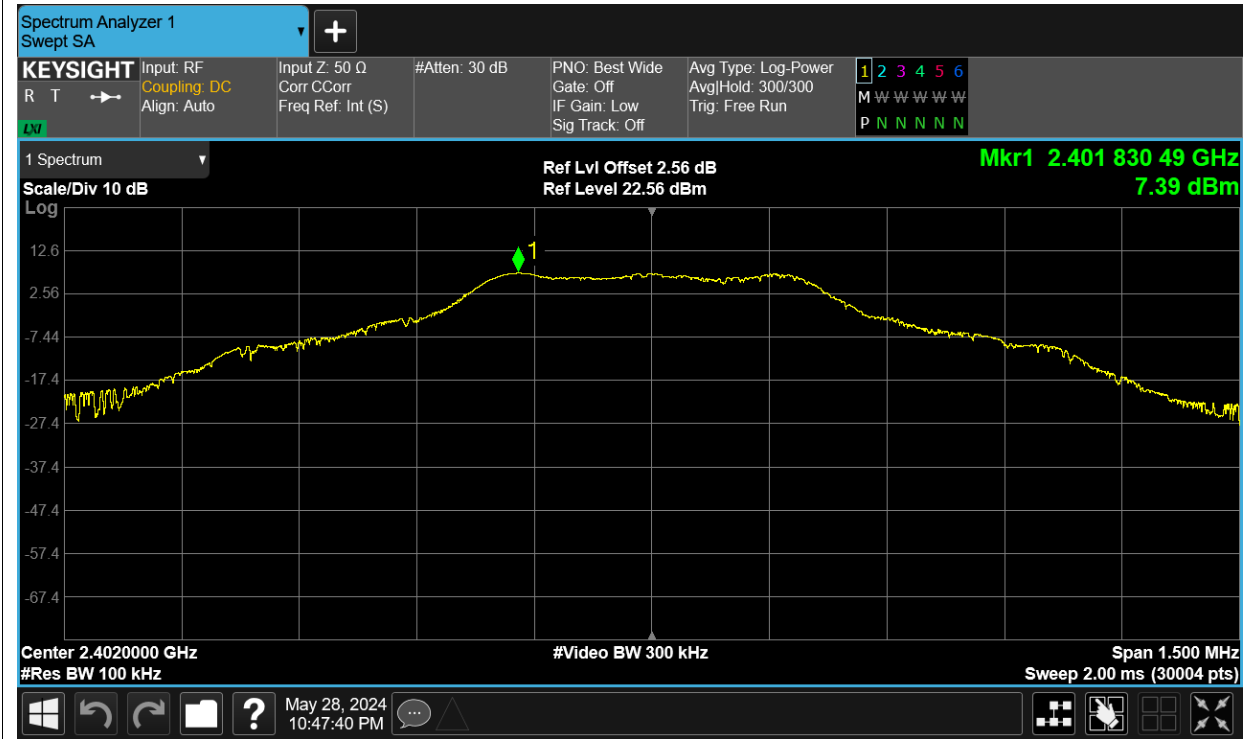 Spectrum Analyzer 1
Swept SA
KEYSIGHT
R T
LXI
Input: RF
Coupling: DC
Align: Auto
Input Z: 50 Ω
Corr CCorr
Freq Ref: Int (S)
#Atten: 30 dB
PNO: Best Wide
Gate: Off
IF Gain: Low
Sig Track: Off
Avg Type: Log-Power
Avg|Hold: 300/300
Trig: Free Run
1 2 3 4 5 6
M W W W W W
P N N N N N
1 Spectrum
Scale/Div 10 dB
Ref Lvl Offset 2.56 dB
Ref Level 22.56 dBm
Mkr1 2.401 830 49 GHz
7.39 dBm
Log
1
12.6
2.56
-7.44
-17.4
-27.4
-37.4
-47.4
-57.4
-67.4
Center 2.4020000 GHz
#Video BW 300 kHz
Span 1.500 MHz
#Res BW 100 kHz
Sweep 2.00 ms (30004 pts)
?
May 28, 2024
10:47:40 PM